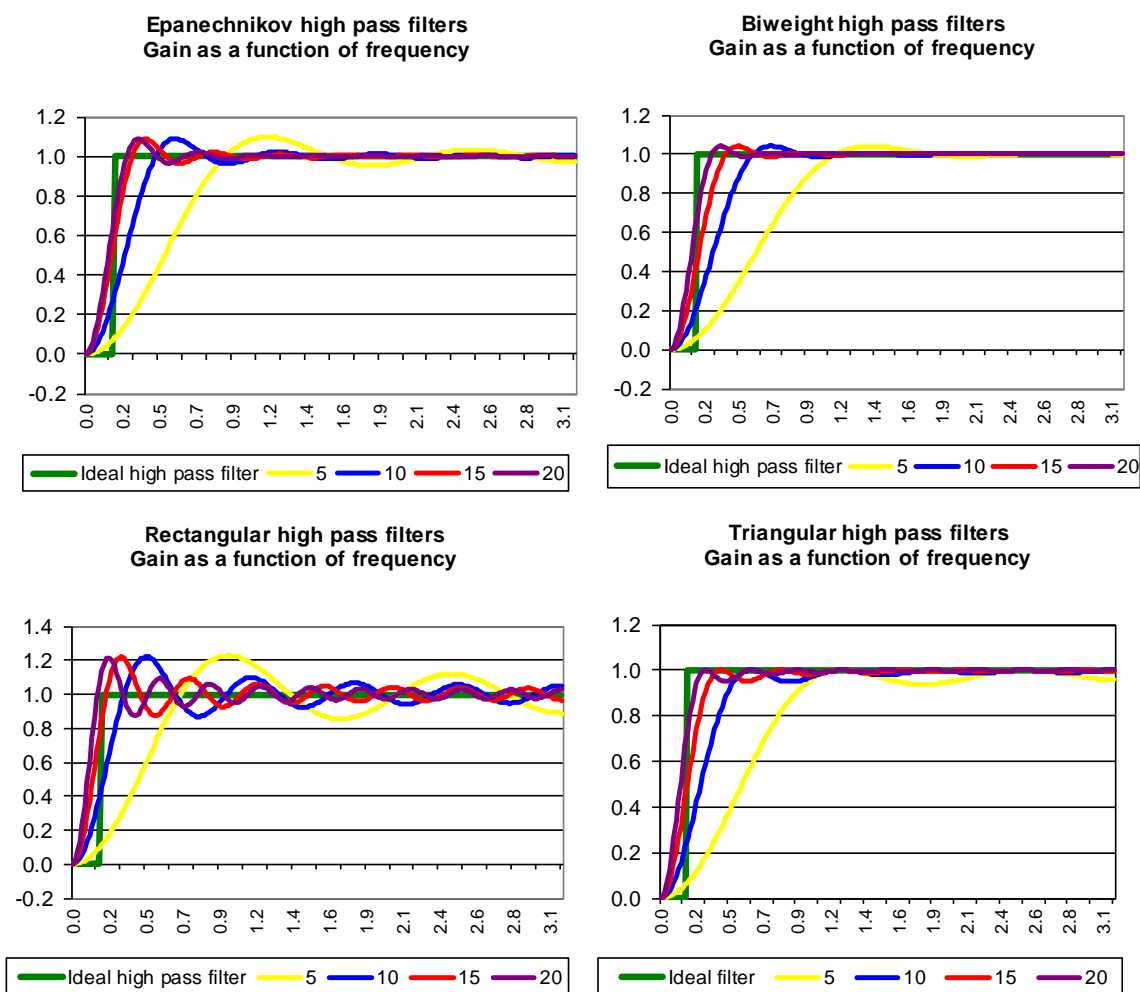 Epanechnikov high pass filters
Gain as a function of frequency
1.2
1.0
0.8
0.6
0.4
0.2
0.0
-0.2
0.0 0.2 0.5 0.7 0.9 1.2 1.4 1.6 1.9 2.1 2.4 2.6 2.8 3.1
Ideal high pass filter 5 10 15 20
Biweight high pass filters
Gain as a function of frequency
1.2
1.0
0.8
0.6
0.4
0.2
0.0
-0.2
0.0 0.2 0.5 0.7 0.9 1.2 1.4 1.6 1.9 2.1 2.4 2.6 2.8 3.1
Ideal high pass filter 5 10 15 20
Rectangular high pass filters
Gain as a function of frequency
1.4
1.2
1.0
0.8
0.6
0.4
0.2
0.0
-0.2
0.0 0.2 0.5 0.7 0.9 1.2 1.4 1.6 1.9 2.1 2.4 2.6 2.8 3.1
Ideal high pass filter 5 10 15 20
Triangular high pass filters
Gain as a function of frequency
1.2
1.0
0.8
0.6
0.4
0.2
0.0
0.0 0.2 0.5 0.7 0.9 1.2 1.4 1.6 1.9 2.1 2.4 2.6 2.8 3.1
Ideal filter 5 10 15 20